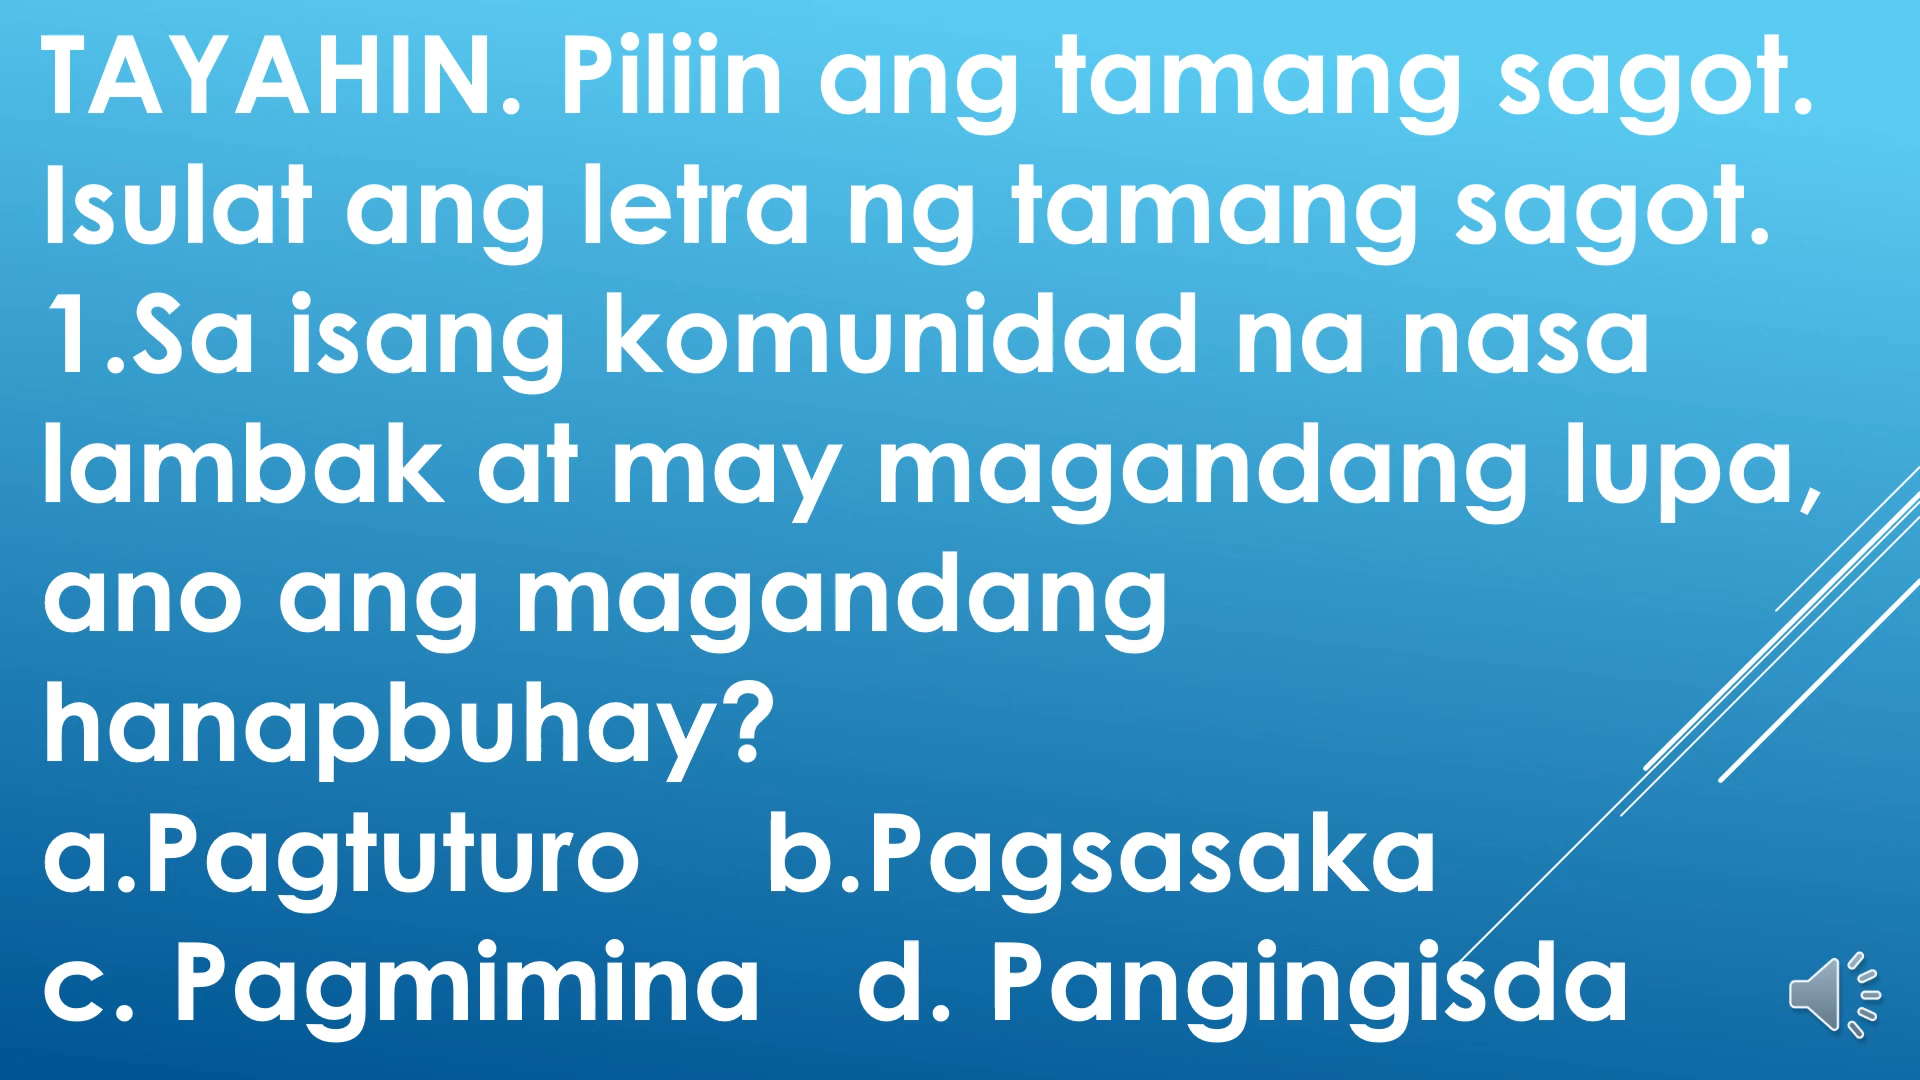 TAYAHIN. Piliin ang tamang sagot.
Isulat ang letra ng tamang sagot.
1.Sa isang komunidad na nasa
lambak at may magandang lupa,
ano ang magandang
hanapbuhay?
a.Pagtuturo b.Pagsasaka
c. Pagmimina d. Pangingisda